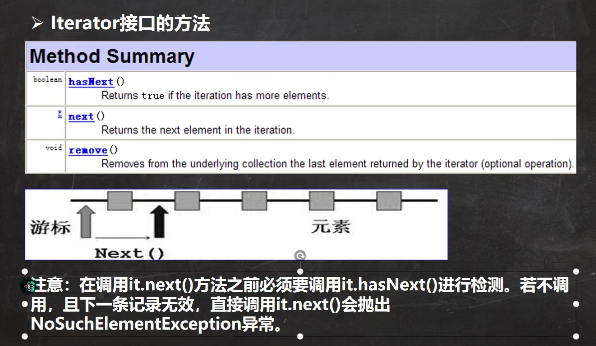 Iterator接口的方法
Method Summary
boolean hasNext()
Returns true if the iteration has more elements.
E next()
Returns the next element in the iteration.
void remove()
Removes from the underlying collection the last element returned by the iterator (optional operation).
游标
元素
Next()
注意：在调用it.next()方法之前必须要调用it.hasNext()进行检测。若不调
用，且下一条记录无效，直接调用it.next()会抛出
NoSuchElementException异常。